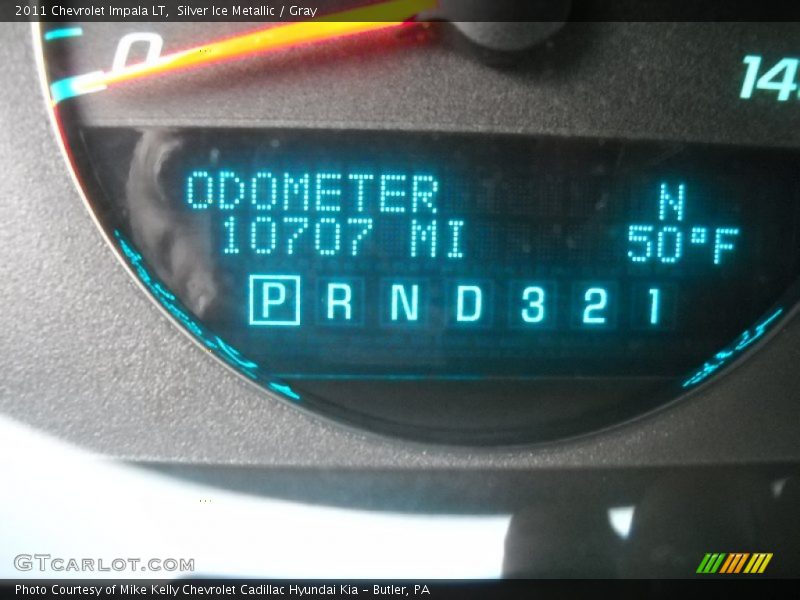 2011 Chevrolet Impala LT, Silver Ice Metallic / Gray
0
ODOMETER N
10707 MI 50°F
P R N D 3 2 1
GTCARLOT.COM
Photo Courtesy of Mike Kelly Chevrolet Cadillac Hyundai Kia – Butler, PA